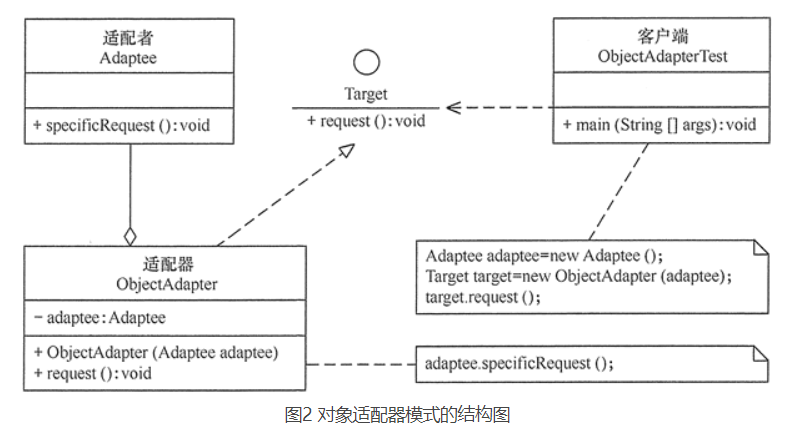 适配者
Adaptee
+ specificRequest ():void
Target
+ request ():void
客户端
ObjectAdapterTest
+ main (String [] args):void
适配器
ObjectAdapter
- adaptee:Adaptee
+ ObjectAdapter (Adaptee adaptee)
+ request ():void
Adaptee adaptee=new Adaptee ();
Target target=new ObjectAdapter (adaptee);
target.request ();
adaptee.specificRequest ();
图2 对象适配器模式的结构图